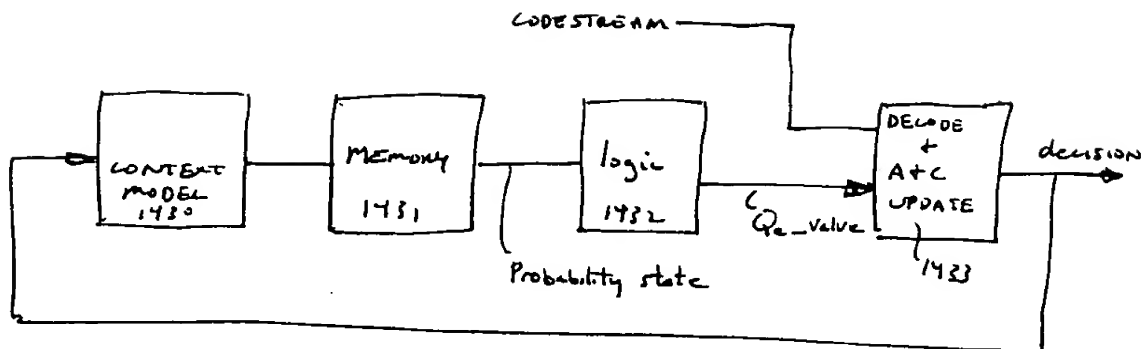 CODESTREAM
CONTEXT
MODEL
1430
MEMORY
1431
logic
1432
DECODE
+
A+C
UPDATE
1433
decision
Qe_value
Probability state